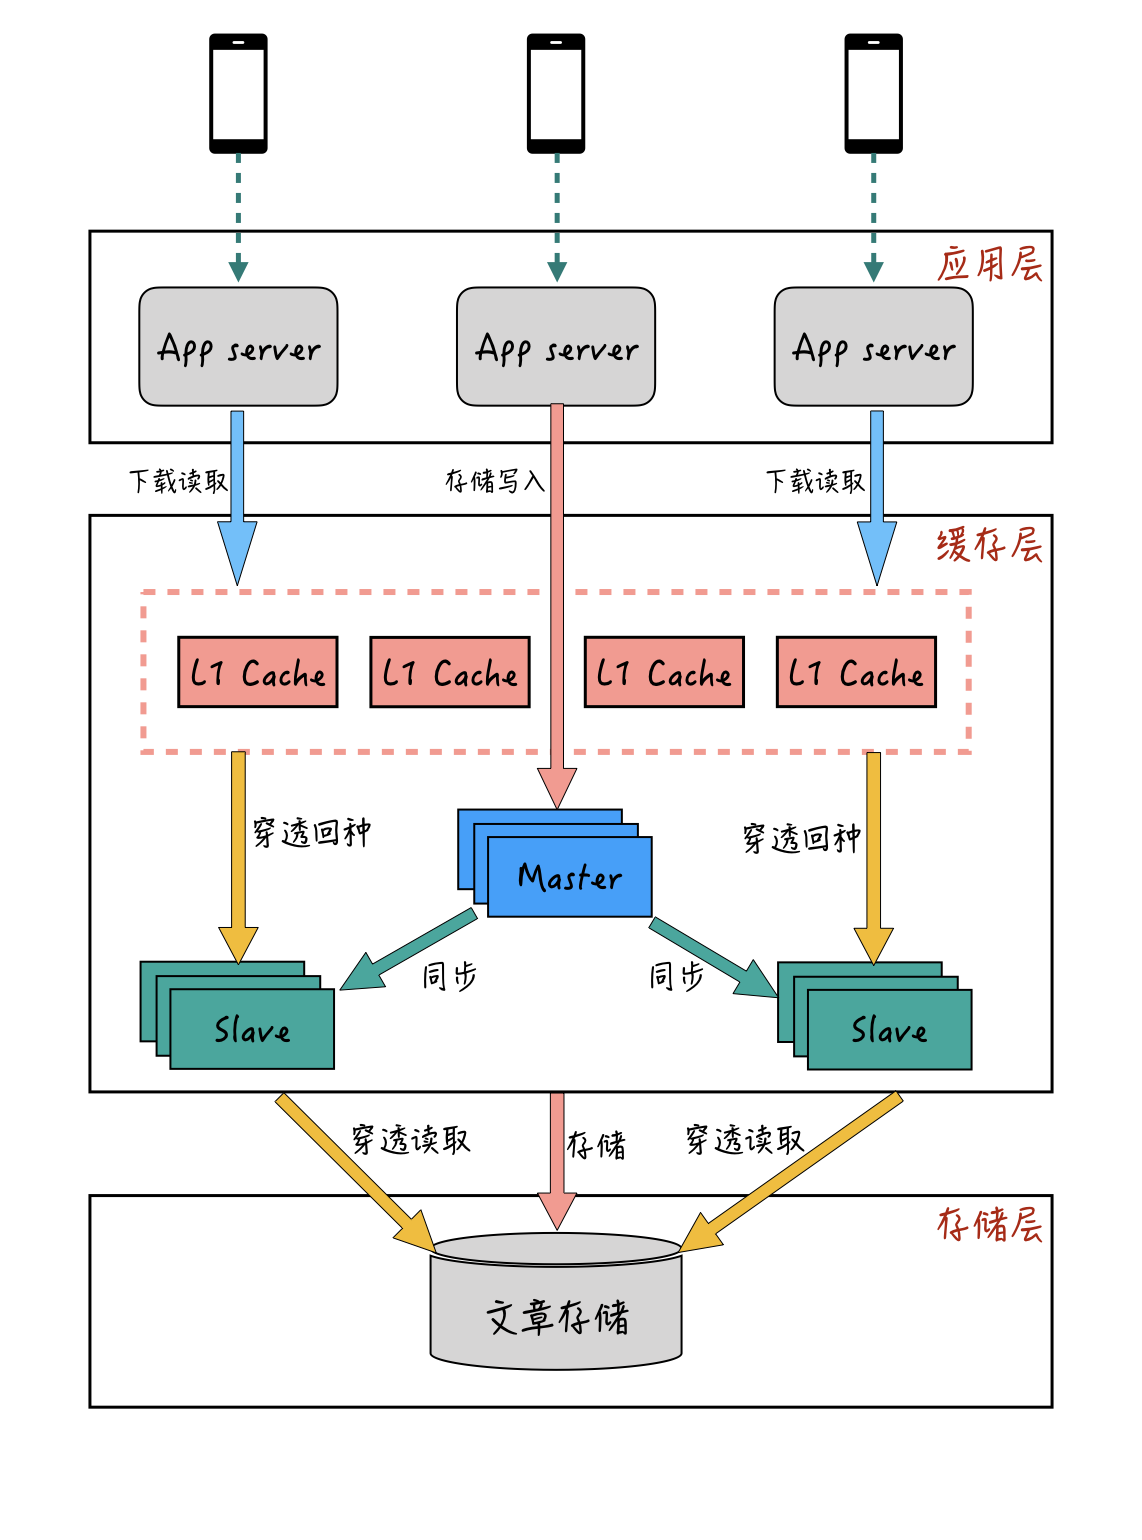 应用层
App server
App server
App server
下载读取
存储写入
下载读取
缓存层
L1 Cache
L1 Cache
L1 Cache
L1 Cache
穿透回种
穿透回种
Master
同步
同步
Slave
Slave
穿透读取
存储
穿透读取
存储层
文章存储